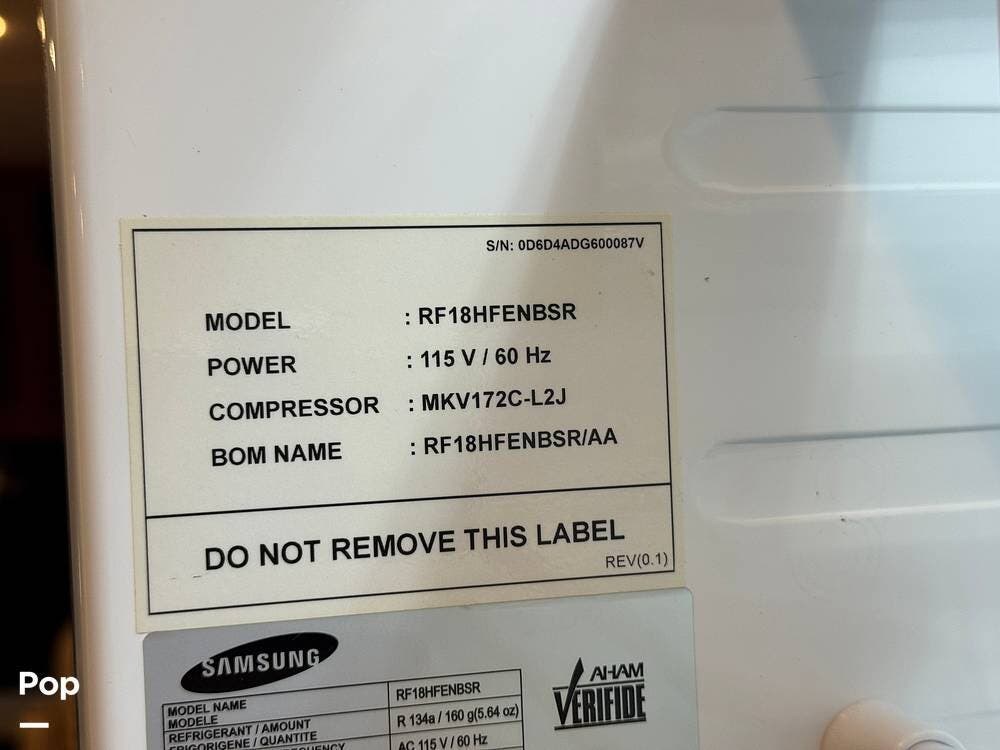 S/N: 0D6D4ADG600087V
MODEL : RF18HFENBSR
POWER : 115 V / 60 Hz
COMPRESSOR : MKV172C-L2J
BOM NAME : RF18HFENBSR/AA
DO NOT REMOVE THIS LABEL
REV(0.1)
SAMSUNG
AHAM
VERIFIDE
MODEL NAME RF18HFENBSR
MODELE
REFRIGERANT / AMOUNT R 134a / 160 g(5.64 oz)
FRIGORIGENE / QUANTITE
AC 115 V / 60 Hz
Pop